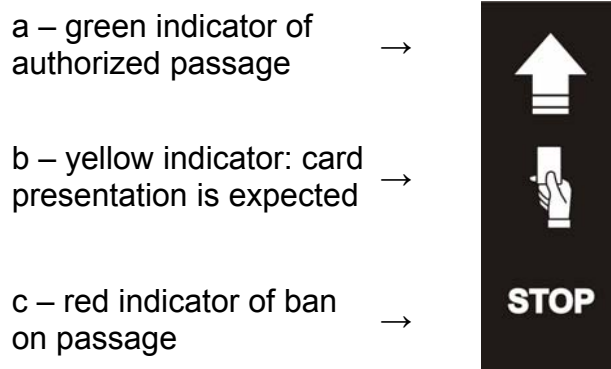 a – green indicator of
authorized passage →
b – yellow indicator: card
presentation is expected →
c – red indicator of ban
on passage →
STOP